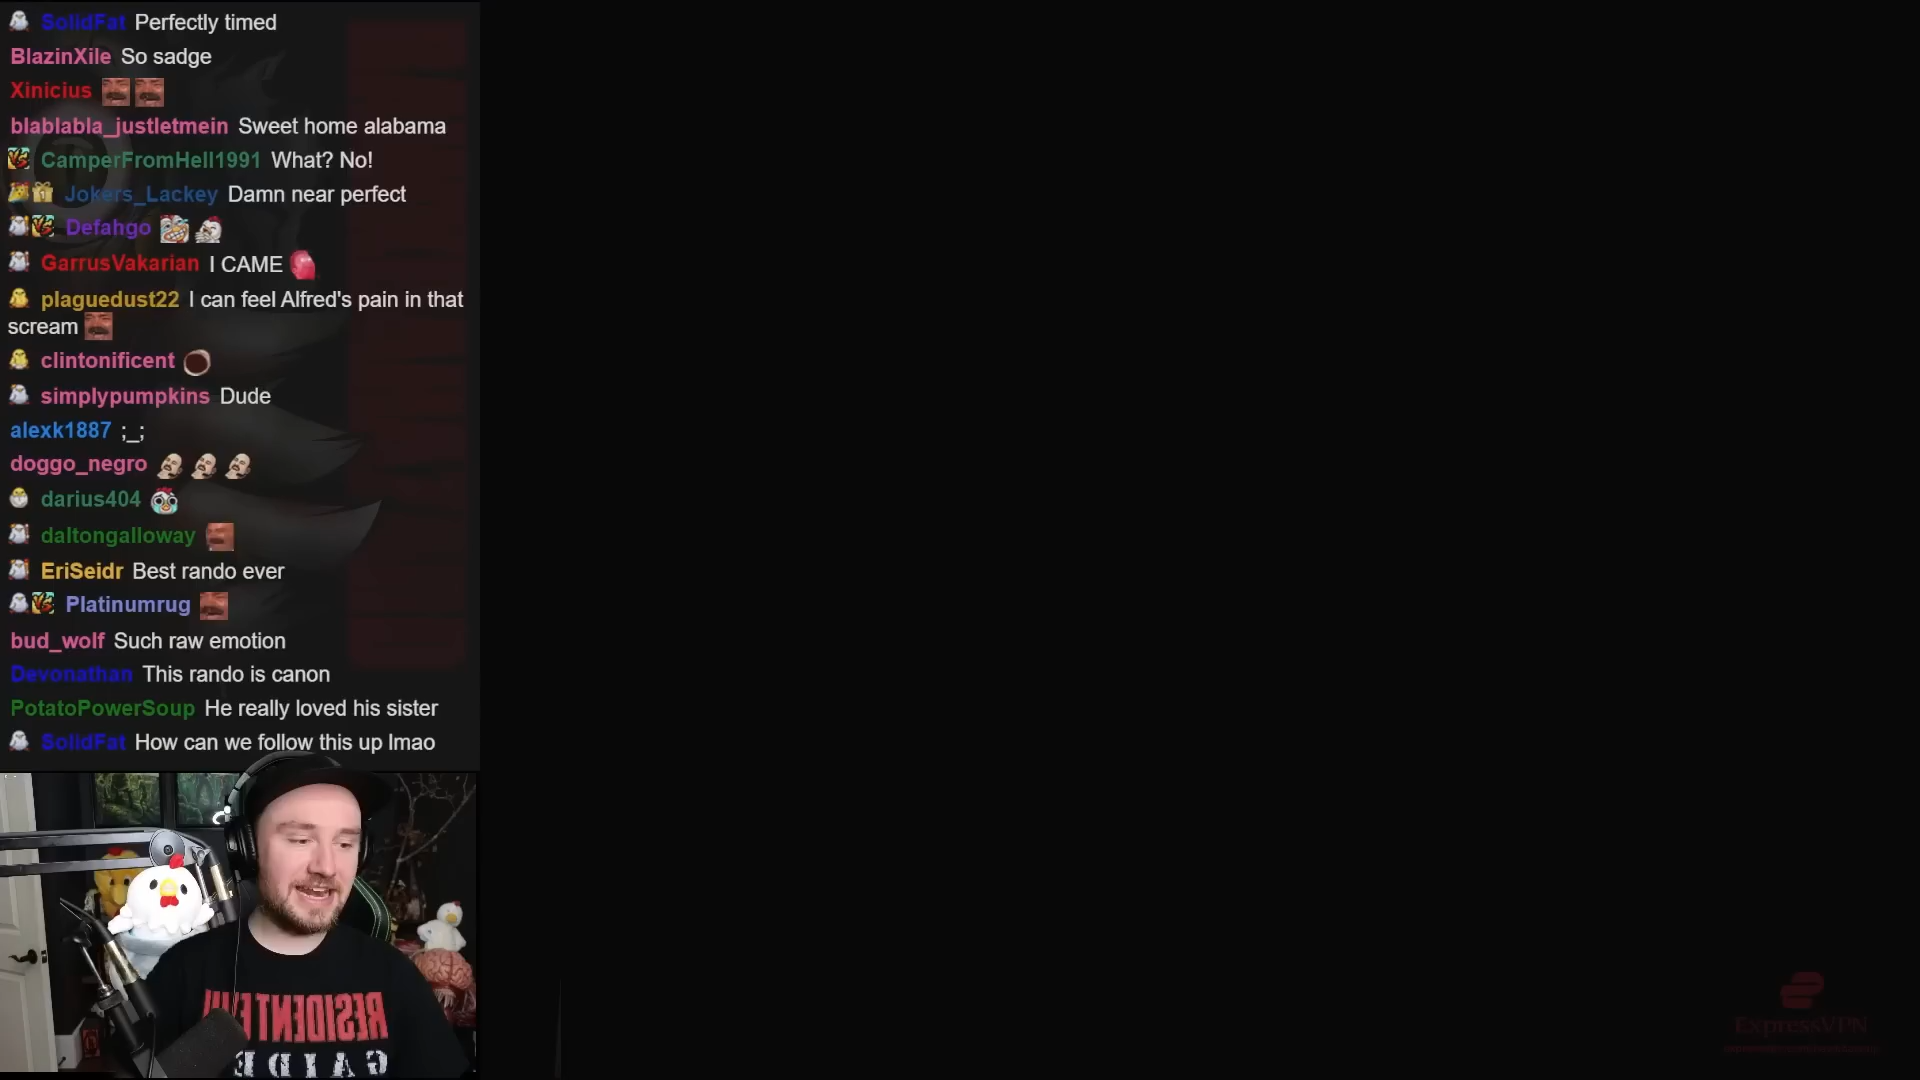 SolidFat Perfectly timed
BlazinXile So sadge
Xinicius
blablabla_justletmein Sweet home alabama
CamperFromHell1991 What? No!
Jokers_Lackey Damn near perfect
Defahgo
GarrusVakarian I CAME
plaguedust22 I can feel Alfred's pain in that
scream
clintonificent
simplypumpkins Dude
alexk1887 ;_;
doggo_negro
darius404
daltongalloway
EriSeidr Best rando ever
Platinumrug
bud_wolf Such raw emotion
Devonathan This rando is canon
PotatoPowerSoup He really loved his sister
SolidFat How can we follow this up lmao
RESIDENT EVIL
ExpressVPN